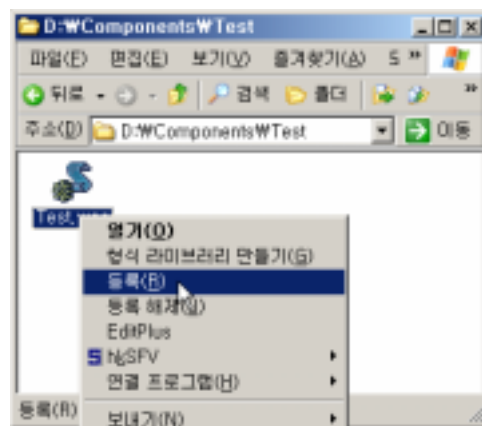 D:₩Components₩Test
파일(F) 편집(E) 보기(V) 즐겨찾기(A)
뒤로 검색 폴더
주소(D) D:₩Components₩Test 이동
열기(O)
형식 라이브러리 만들기(G)
등록(R)
등록 해제(U)
EditPlus
hkSFV
연결 프로그램(H)
보내기(N)
등록(R)